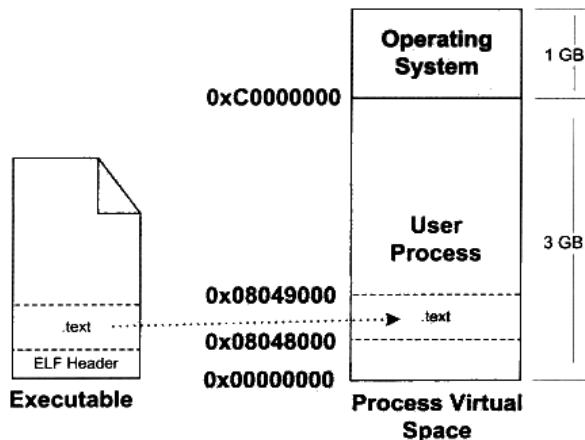 Operating
System
1 GB
0xC0000000
User
Process
3 GB
0x08049000
.text
.text
0x08048000
ELF Header
0x00000000
Executable
Process Virtual
Space